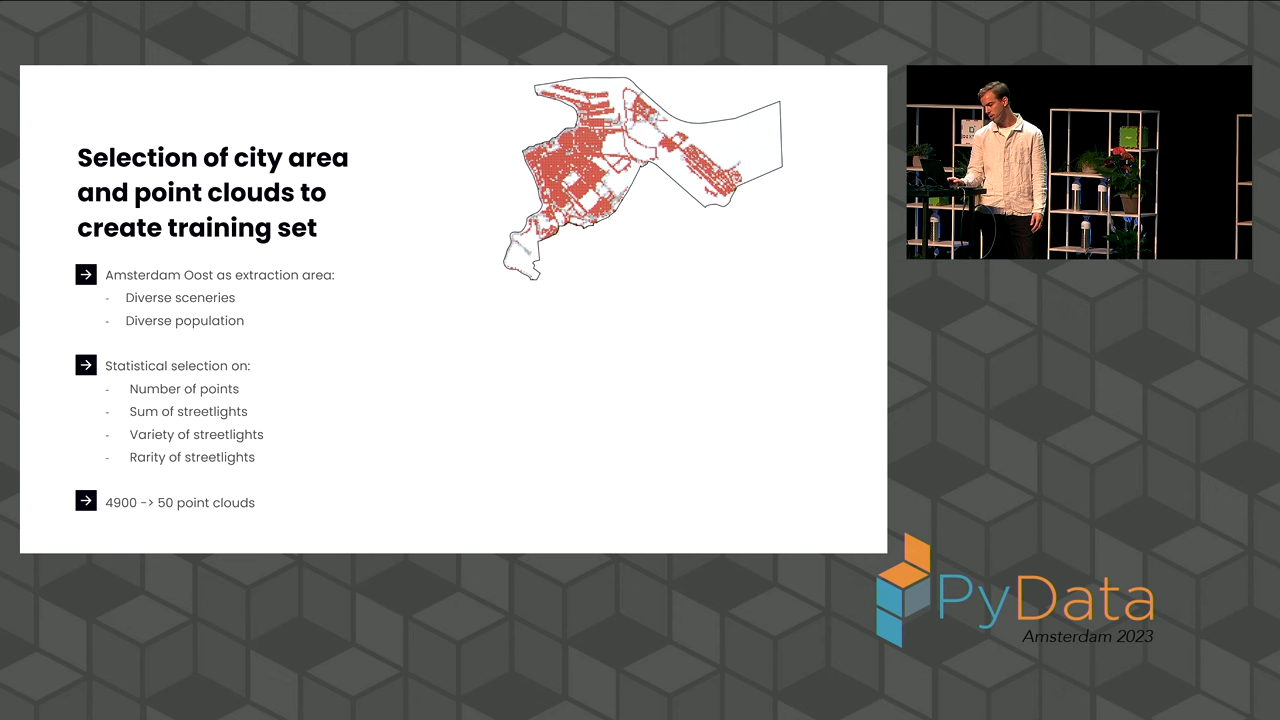 Selection of city area
and point clouds to
create training set
Amsterdam Oost as extraction area:
- Diverse sceneries
- Diverse population
Statistical selection on:
- Number of points
- Sum of streetlights
- Variety of streetlights
- Rarity of streetlights
4900 -> 50 point clouds
PyData
Amsterdam 2023